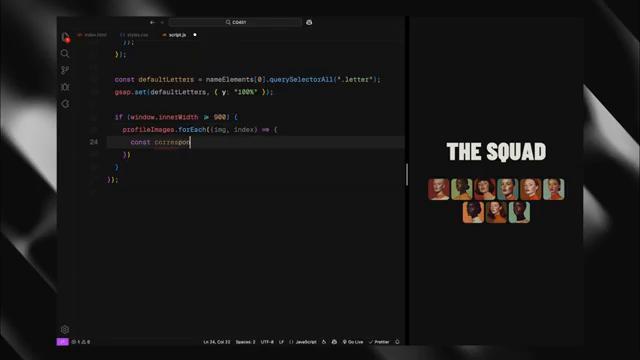 CG451
index.html
styles.css
script.js
});
});
const defaultLetters = nameElements[0].querySelectorAll(".letter");
gsap.set(defaultLetters, { y: "100%" });
if (window.innerWidth >= 900) {
profileImages.forEach((img, index) => {
24
const correspon
})
}
});
THE SQUAD
Ln 24, Col 22
Spaces: 2
UTF-8
LF
{} JavaScript
Go Live
Prettier